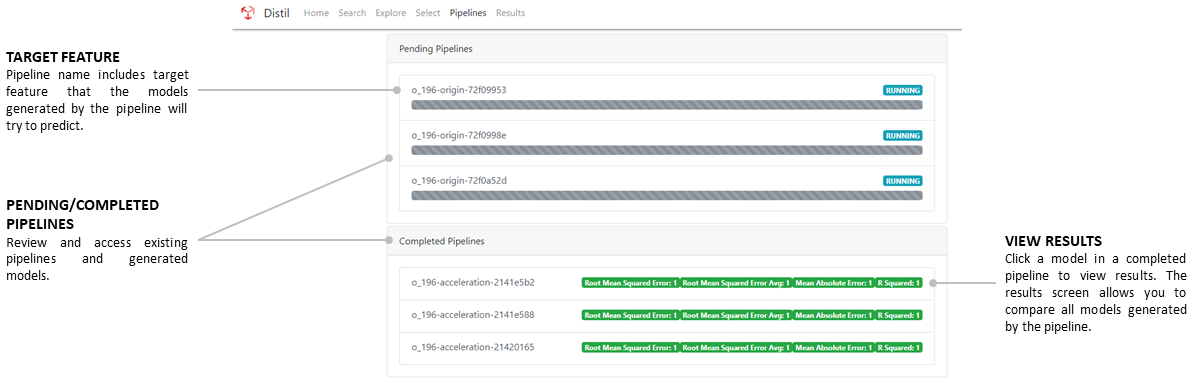 Distil Home Search Explore Select Pipelines Results
TARGET FEATURE
Pipeline name includes target
feature that the models
generated by the pipeline will
try to predict.
PENDING/COMPLETED
PIPELINES
Review and access existing
pipelines and generated
models.
Pending Pipelines
o_196-origin-72f09953 RUNNING
o_196-origin-72f0998e RUNNING
o_196-origin-72f0a52d RUNNING
Completed Pipelines
o_196-acceleration-2141e5b2 Root Mean Squared Error: 1 Root Mean Squared Error Avg: 1 Mean Absolute Error: 1 R Squared: 1
o_196-acceleration-2141e588 Root Mean Squared Error: 1 Root Mean Squared Error Avg: 1 Mean Absolute Error: 1 R Squared: 1
o_196-acceleration-21420165 Root Mean Squared Error: 1 Root Mean Squared Error Avg: 1 Mean Absolute Error: 1 R Squared: 1
VIEW RESULTS
Click a model in a completed
pipeline to view results. The
results screen allows you to
compare all models generated
by the pipeline.